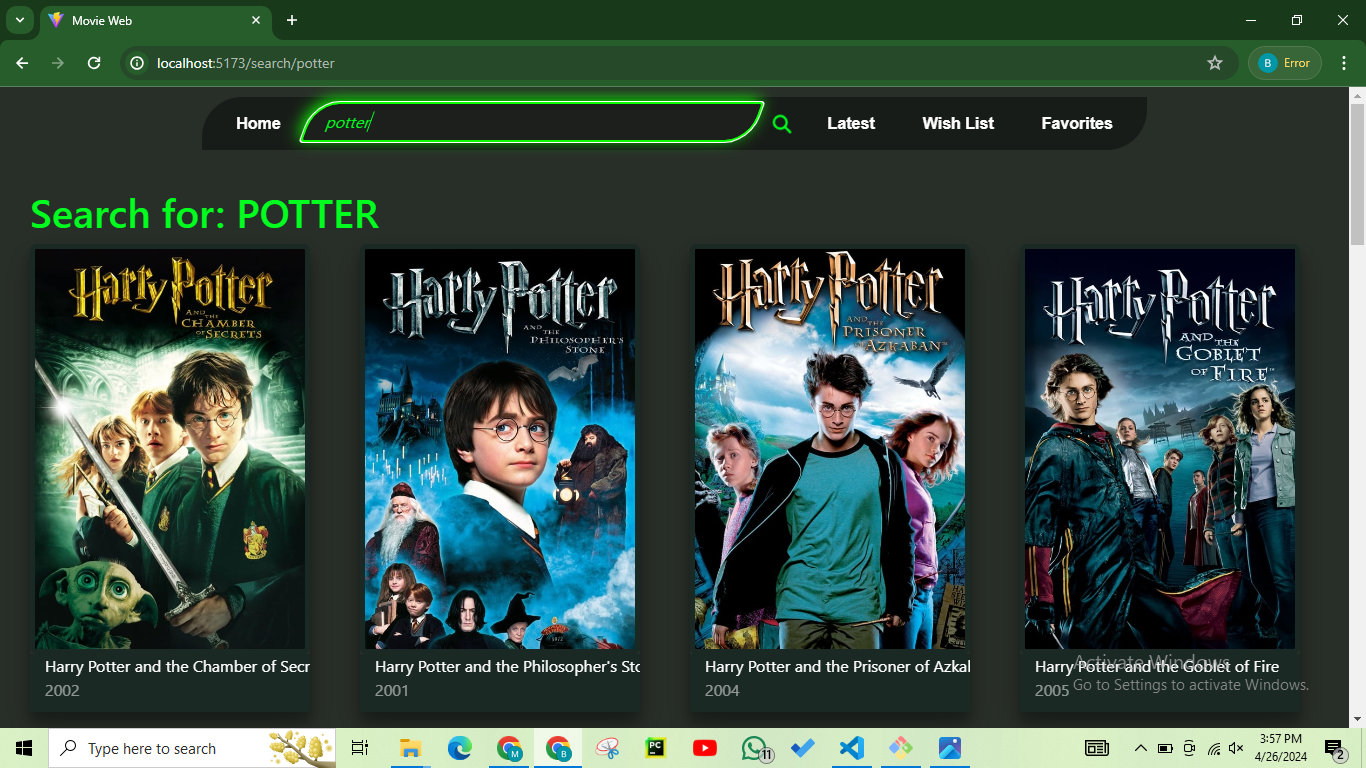 Movie Web
localhost:5173/search/potter
B Error
Home
potter
Latest
Wish List
Favorites
Search for: POTTER
Harry Potter
AND THE
CHAMBER
OF SECRETS
Harry Potter
AND THE
PHILOSOPHER'S
STONE
Harry Potter
AND THE
PRISONER
OF AZKABAN™
Harry Potter
AND THE
GOBLET
OF FIRE™
Harry Potter and the Chamber of Secr
2002
Harry Potter and the Philosopher's Sto
2001
Harry Potter and the Prisoner of Azkal
2004
Harry Potter and the Goblet of Fire
2005
Activate Windows
Go to Settings to activate Windows.
Type here to search
M
B
PC
11
3:57 PM
4/26/2024
2